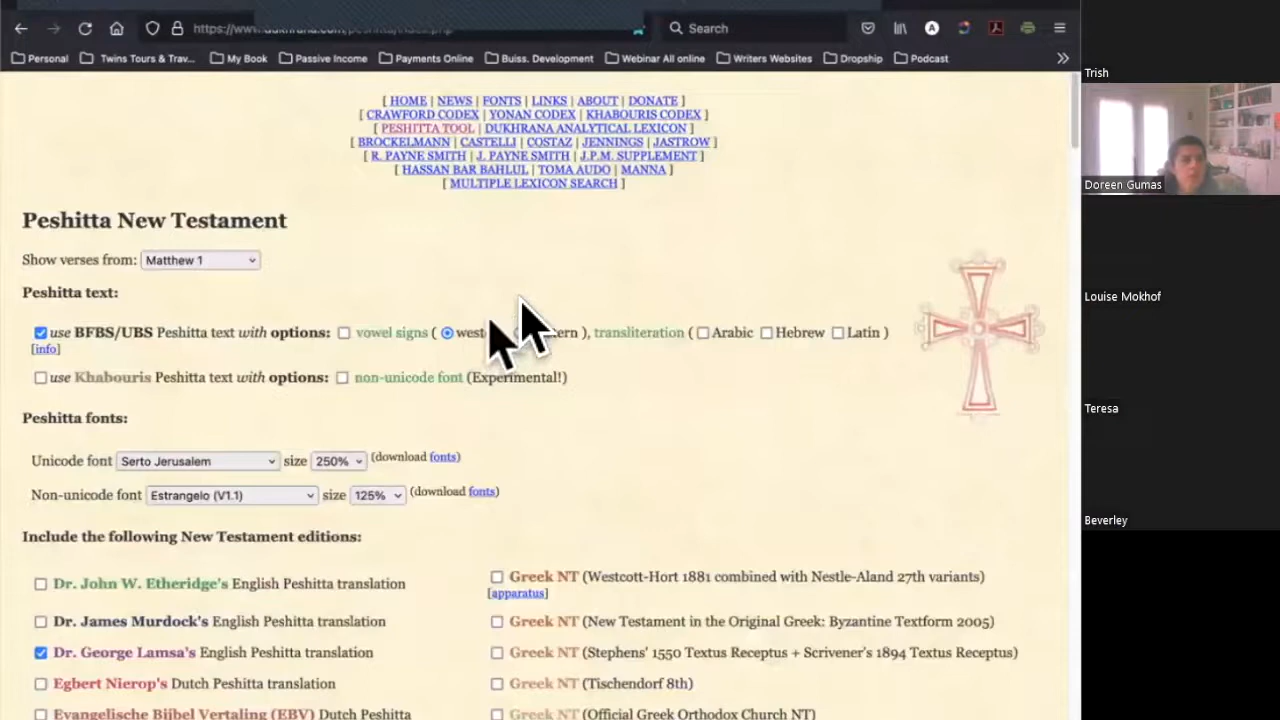 https://www.dukhrana.com/peshitta/index.php
Search
Personal Twins Tours & Trav... My Book Passive Income Payments Online Buiss. Development Webinar All online Writers Websites Dropship Podcast
[ HOME | NEWS | FONTS | LINKS | ABOUT | DONATE ]
[ CRAWFORD CODEX | YONAN CODEX | KHABOURIS CODEX ]
[ PESHITTA TOOL | DUKHRANA ANALYTICAL LEXICON ]
[ BROCKELMANN | CASTELLI | COSTAZ | JENNINGS | JASTROW ]
[ R. PAYNE SMITH | J. PAYNE SMITH | J.P.M. SUPPLEMENT ]
[ HASSAN BAR BAHLUL | TOMA AUDO | MANNA ]
[ MULTIPLE LEXICON SEARCH ]
Peshitta New Testament
Show verses from: Matthew 1
Peshitta text:
use BFBS/UBS Peshitta text with options: vowel signs ( ), transliteration ( Arabic Hebrew Latin )
[info]
use Khabouris Peshitta text with options: non-unicode font (Experimental!)
Peshitta fonts:
Unicode font Serto Jerusalem size 250% (download fonts)
Non-unicode font Estrangelo (V1.1) size 125% (download fonts)
Include the following New Testament editions:
Dr. John W. Etheridge's English Peshitta translation
Dr. James Murdock's English Peshitta translation
Dr. George Lamsa's English Peshitta translation
Egbert Nierop's Dutch Peshitta translation
Evangelische Bijbel Vertaling (EBV) Dutch Peshitta
Greek NT (Westcott-Hort 1881 combined with Nestle-Aland 27th variants)
[apparatus]
Greek NT (New Testament in the Original Greek: Byzantine Textform 2005)
Greek NT (Stephens' 1550 Textus Receptus + Scrivener's 1894 Textus Receptus)
Greek NT (Tischendorf 8th)
Greek NT (Official Greek Orthodox Church NT)
Trish
Doreen Gumas
Louise Mokhof
Teresa
Beverley